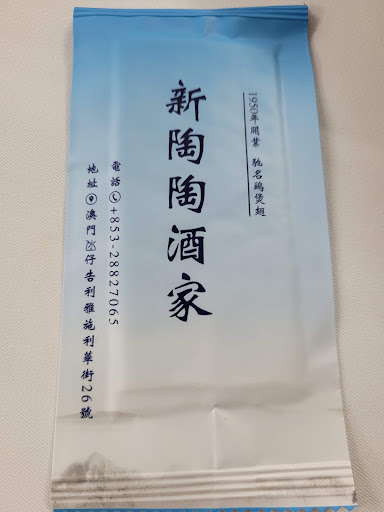 1950年開業 馳名鷄煲翅
新陶陶酒家
電話 +853-28827065
地址 澳門氹仔告利雅施利華街26號